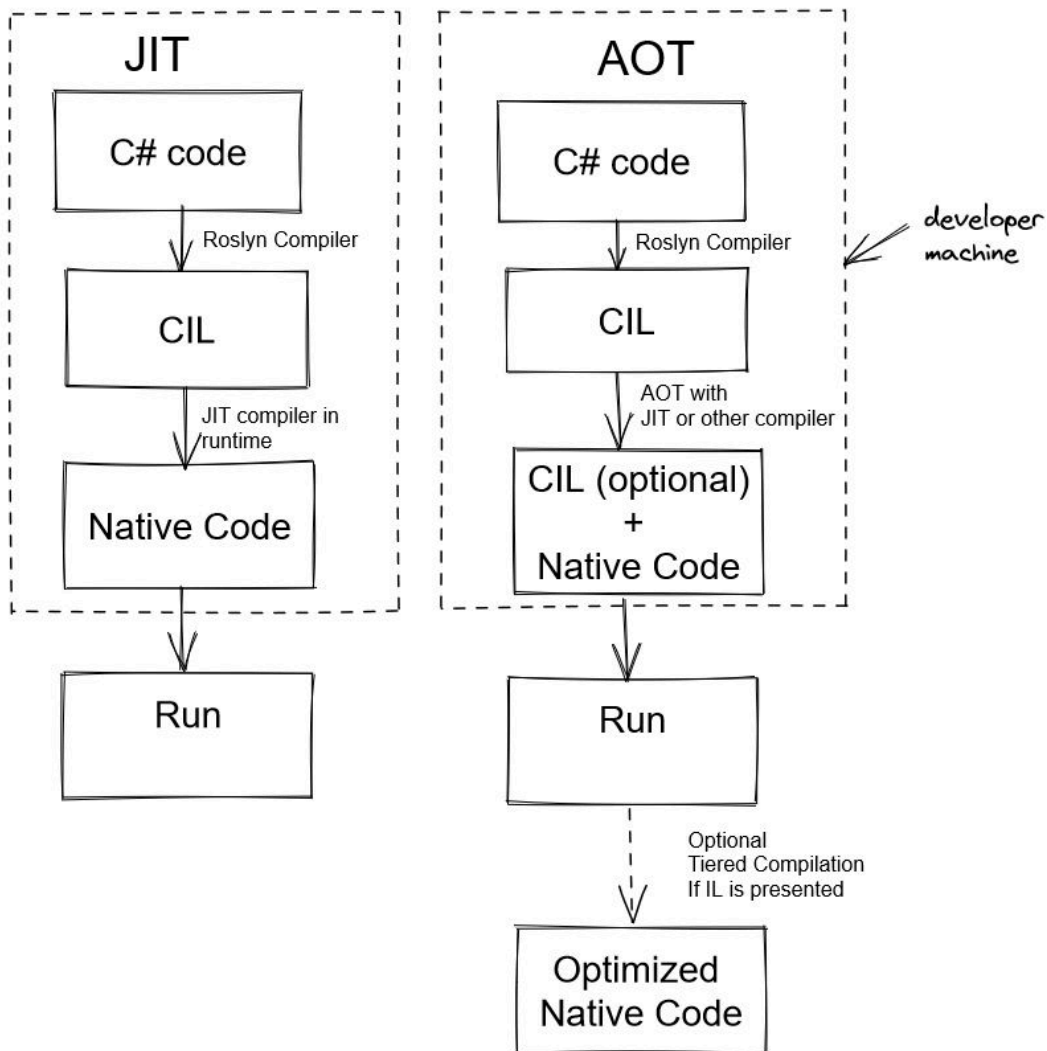 JIT
C# code
Roslyn Compiler
CIL
JIT compiler in
runtime
Native Code
Run
AOT
C# code
Roslyn Compiler
CIL
AOT with
JIT or other compiler
CIL (optional)
+
Native Code
Run
Optional
Tiered Compilation
If IL is presented
Optimized
Native Code
developer
machine